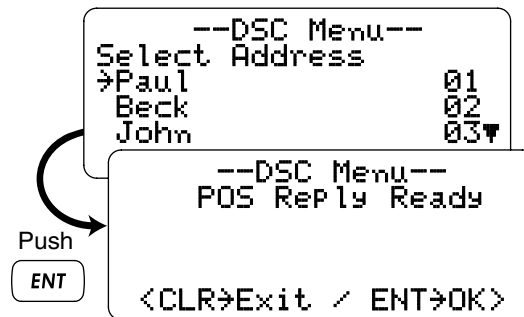 --DSC Menu--
Select Address
→Paul 01
Beck 02
John 03▼
--DSC Menu--
POS Reply Ready
Push
ENT
<CLR→Exit / ENT→OK>